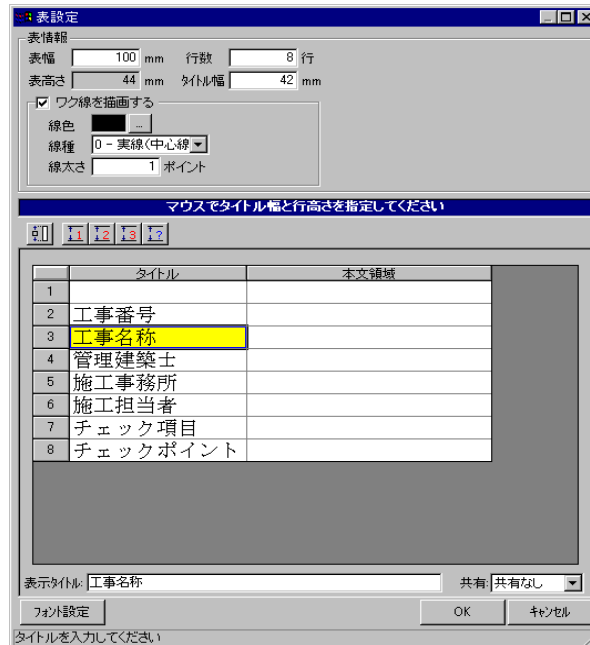 表設定
表情報
表幅 100 mm 行数 8 行
表高さ 44 mm タイトル幅 42 mm
ワク線を描画する
線色 ...
線種 0 - 実線(中心線
線太さ 1 ポイント
マウスでタイトル幅と行高さを指定してください
1 2 3 ?
タイトル 本文領域
1
2 工事番号
3 工事名称
4 管理建築士
5 施工事務所
6 施工担当者
7 チェック項目
8 チェックポイント
表示タイトル: 工事名称 共有: 共有なし
フォント設定 OK キャンセル
タイトルを入力してください